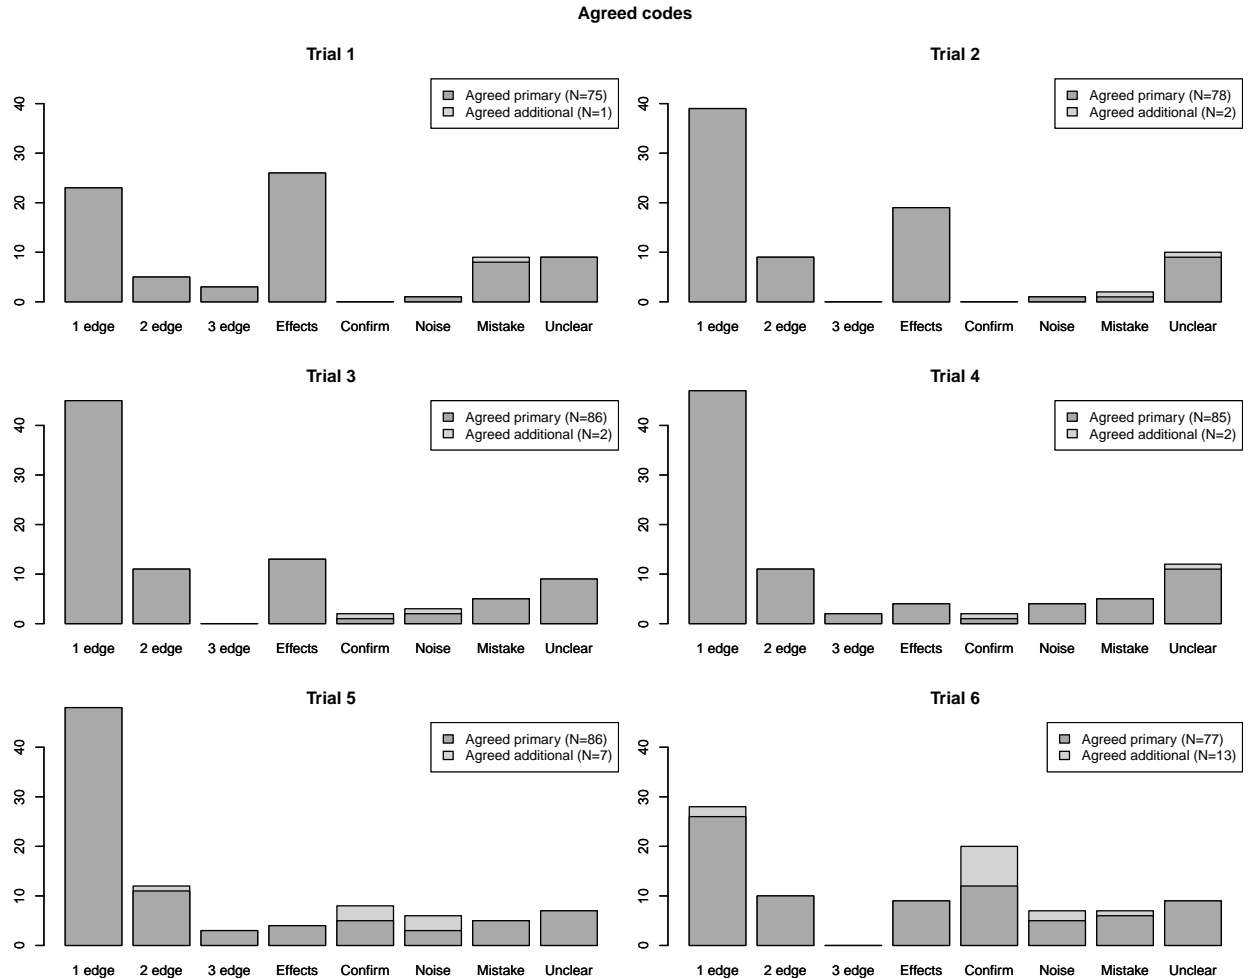 Agreed codes
Trial 1
Agreed primary (N=75)
Agreed additional (N=1)
40
30
20
10
0
1 edge 2 edge 3 edge Effects Confirm Noise Mistake Unclear
Trial 2
Agreed primary (N=78)
Agreed additional (N=2)
40
30
20
10
0
1 edge 2 edge 3 edge Effects Confirm Noise Mistake Unclear
Trial 3
Agreed primary (N=86)
Agreed additional (N=2)
40
30
20
10
0
1 edge 2 edge 3 edge Effects Confirm Noise Mistake Unclear
Trial 4
Agreed primary (N=85)
Agreed additional (N=2)
40
30
20
10
0
1 edge 2 edge 3 edge Effects Confirm Noise Mistake Unclear
Trial 5
Agreed primary (N=86)
Agreed additional (N=7)
40
30
20
10
0
1 edge 2 edge 3 edge Effects Confirm Noise Mistake Unclear
Trial 6
Agreed primary (N=77)
Agreed additional (N=13)
40
30
20
10
0
1 edge 2 edge 3 edge Effects Confirm Noise Mistake Unclear